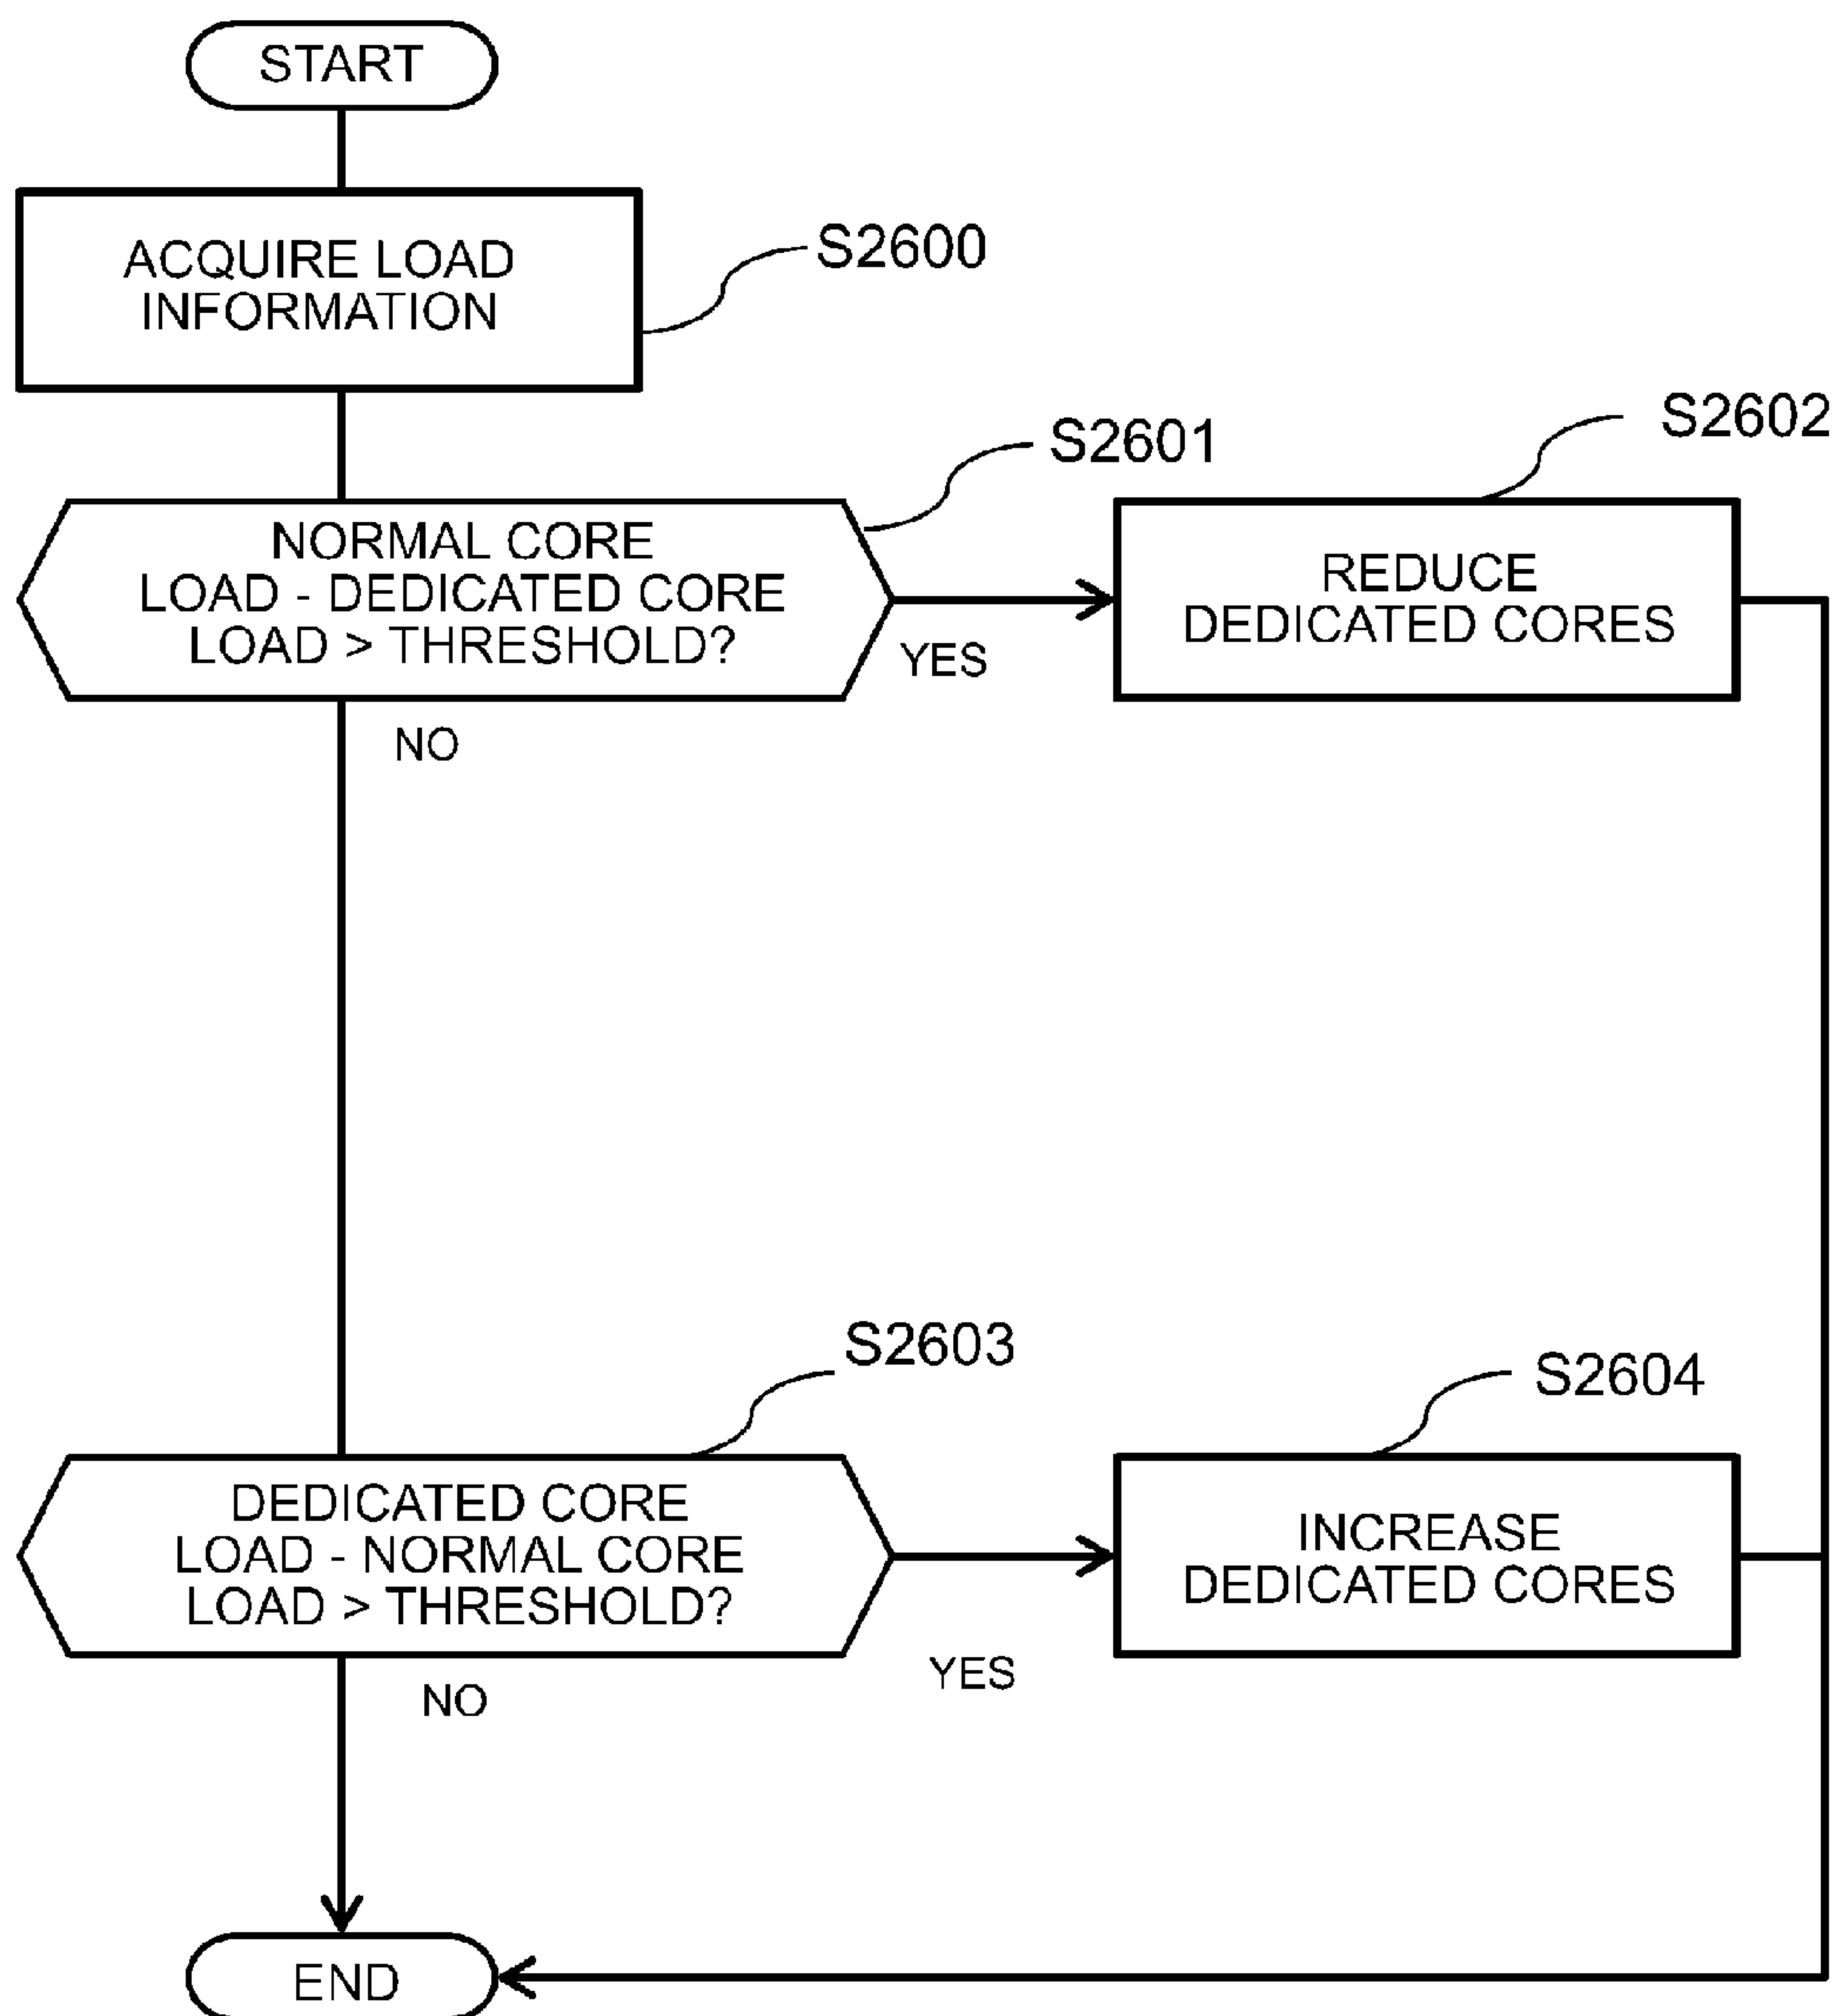 START
ACQUIRE LOAD
INFORMATION
S2600
S2601
S2602
NORMAL CORE
LOAD - DEDICATED CORE
LOAD > THRESHOLD?
YES
REDUCE
DEDICATED CORES
NO
S2603
S2604
DEDICATED CORE
LOAD - NORMAL CORE
LOAD > THRESHOLD?
YES
INCREASE
DEDICATED CORES
NO
END